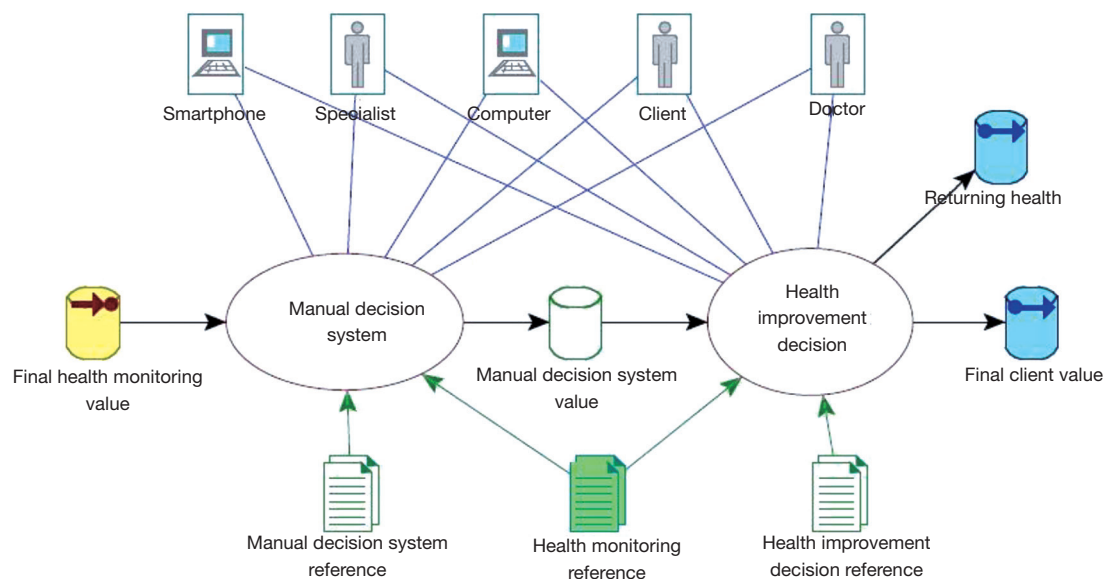 Smartphone
Specialist
Computer
Client
Doctor
Returning health
Manual decision
system
Health
improvement
decision
Final health monitoring
value
Manual decision system
value
Final client value
Manual decision system
reference
Health monitoring
reference
Health improvement
decision reference